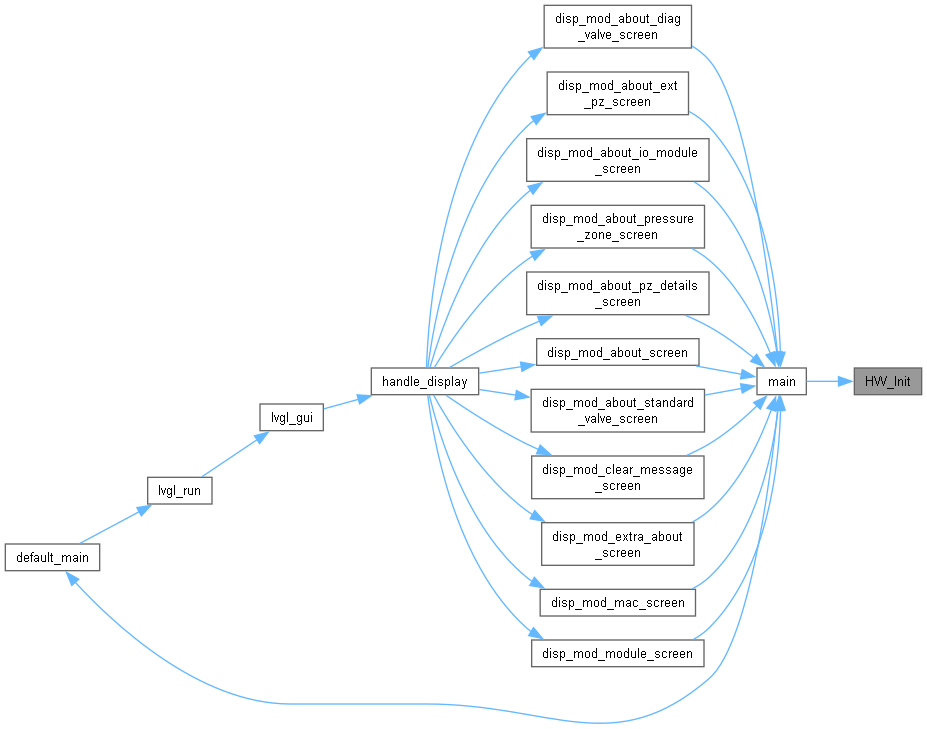 disp_mod_about_diag
_valve_screen
disp_mod_about_ext
_pz_screen
disp_mod_about_io_module
_screen
disp_mod_about_pressure
_zone_screen
disp_mod_about_pz_details
_screen
disp_mod_about_screen
handle_display
main
HW_Init
disp_mod_about_standard
_valve_screen
lvgl_gui
disp_mod_clear_message
_screen
lvgl_run
disp_mod_extra_about
_screen
default_main
disp_mod_mac_screen
disp_mod_module_screen